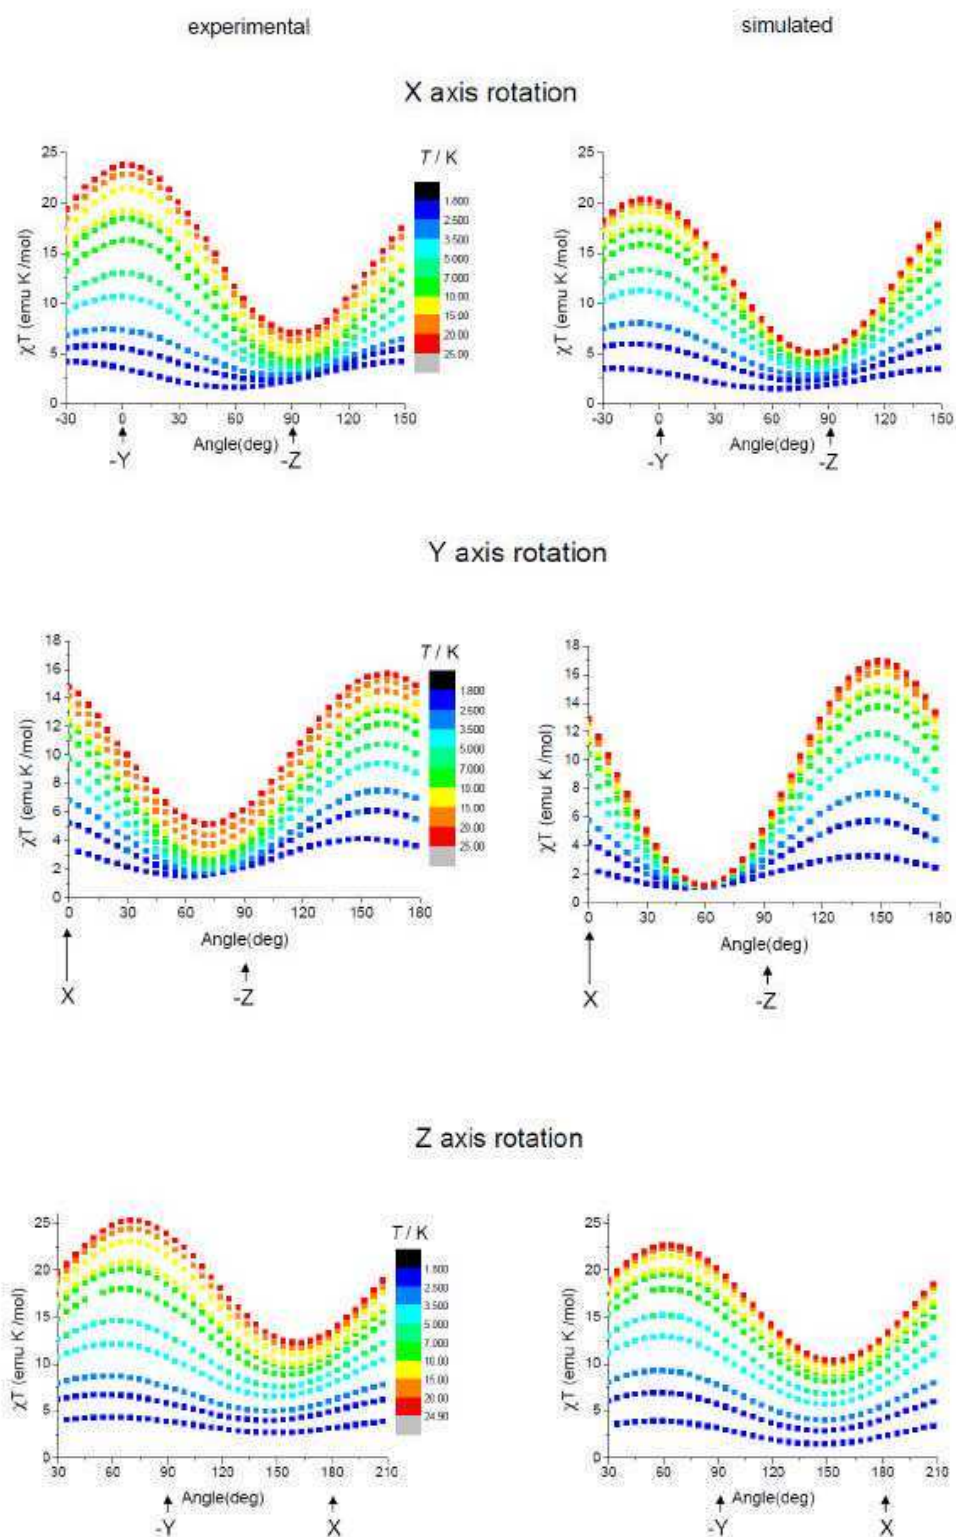 experimental simulated
X axis rotation
25
20
15
10
5
0
χT (emu K /mol)
-30 0 30 60 90 120 150
Angle(deg)
-Y -Z
T / K
1.800
2.500
3.500
5.000
7.000
10.00
15.00
20.00
25.00
25
20
15
10
5
0
χT (emu K /mol)
-30 0 30 60 90 120 150
Angle(deg)
-Y -Z
Y axis rotation
18
16
14
12
10
8
6
4
2
0
χT (emu K /mol)
0 30 60 90 120 150 180
Angle(deg)
X -Z
T / K
1.800
2.500
3.500
5.000
7.000
10.00
15.00
20.00
25.00
18
16
14
12
10
8
6
4
2
0
χT (emu K /mol)
0 30 60 90 120 150 180
Angle(deg)
X -Z
Z axis rotation
25
20
15
10
5
0
χT (emu K /mol)
30 60 90 120 150 180 210
Angle(deg)
-Y X
T / K
1.800
2.500
3.500
5.000
7.000
10.00
15.00
20.00
24.90
25
20
15
10
5
0
χT (emu K /mol)
30 60 90 120 150 180 210
Angle(deg)
-Y X